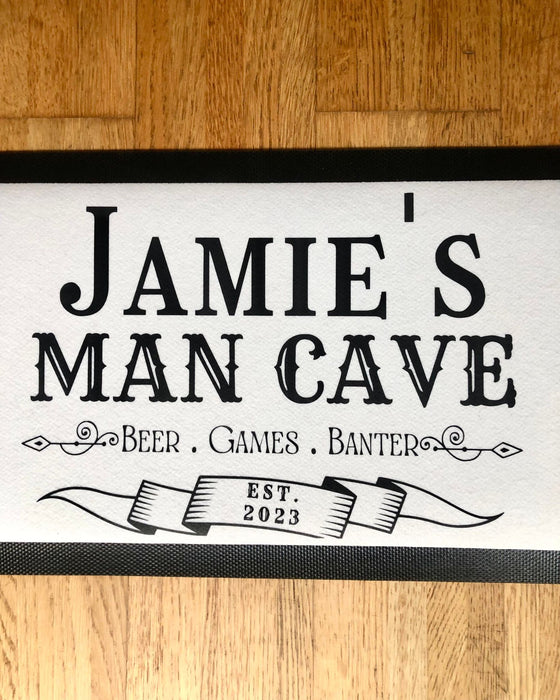 JAMIE'S
MAN CAVE
BEER . GAMES . BANTER
EST.
2023